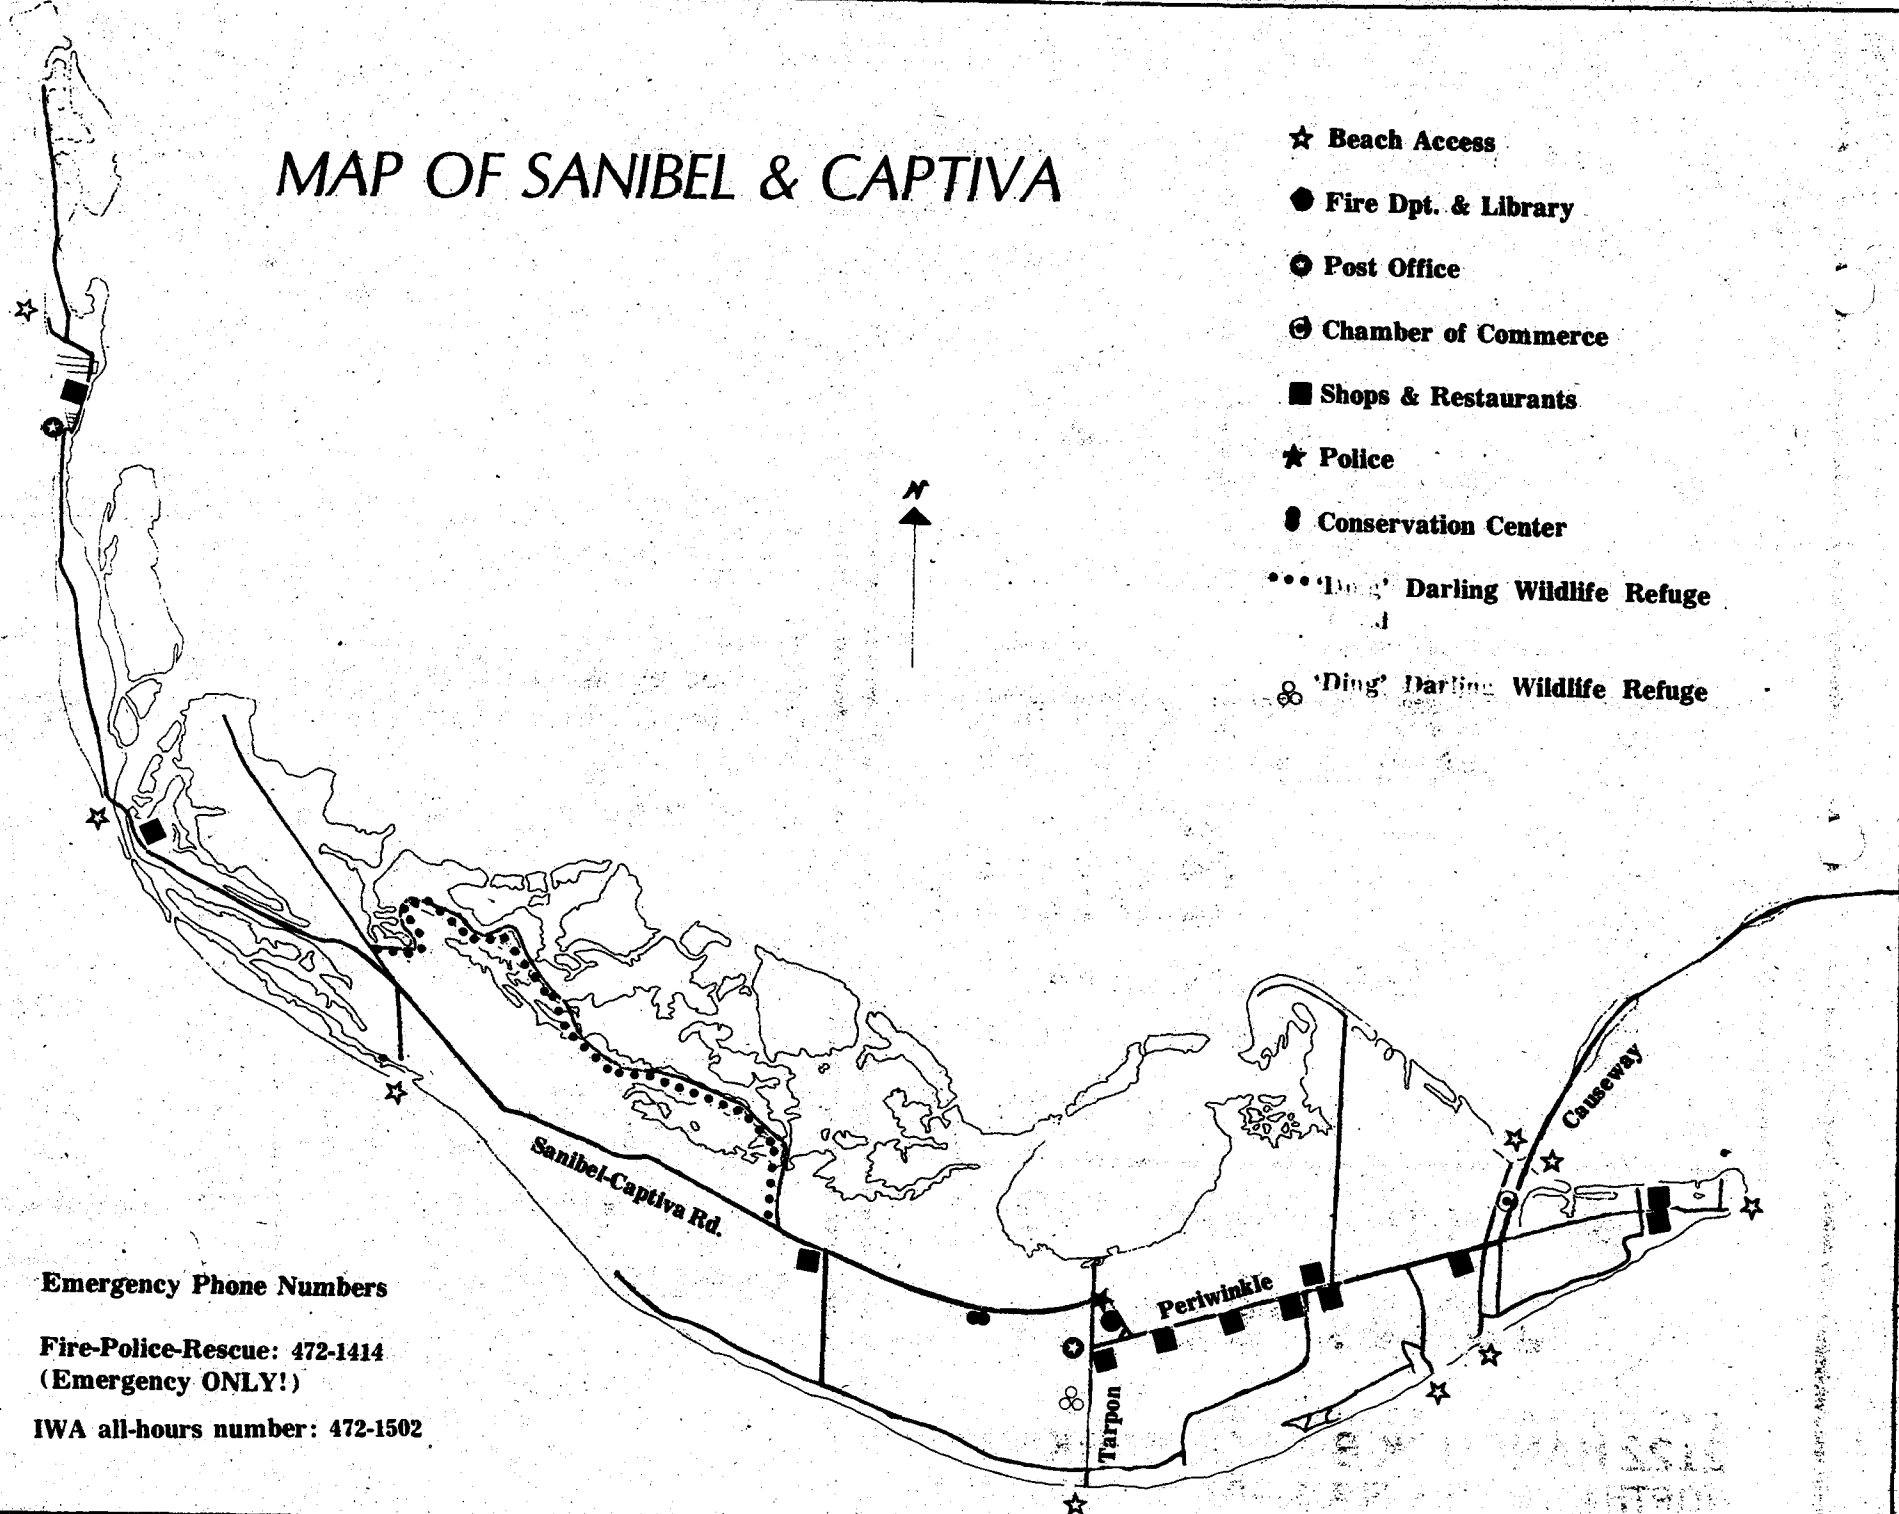 MAP OF SANIBEL & CAPTIVA
Beach Access
Fire Dpt. & Library
Post Office
Chamber of Commerce
Shops & Restaurants
Police
Conservation Center
Darling Wildlife Refuge
'Ding' Darling Wildlife Refuge
N
Causeway
Sanibel-Captiva Rd.
Periwinkle
Tarpon
Emergency Phone Numbers
Fire-Police-Rescue: 472-1414
(Emergency ONLY!)
IWA all-hours number: 472-1502